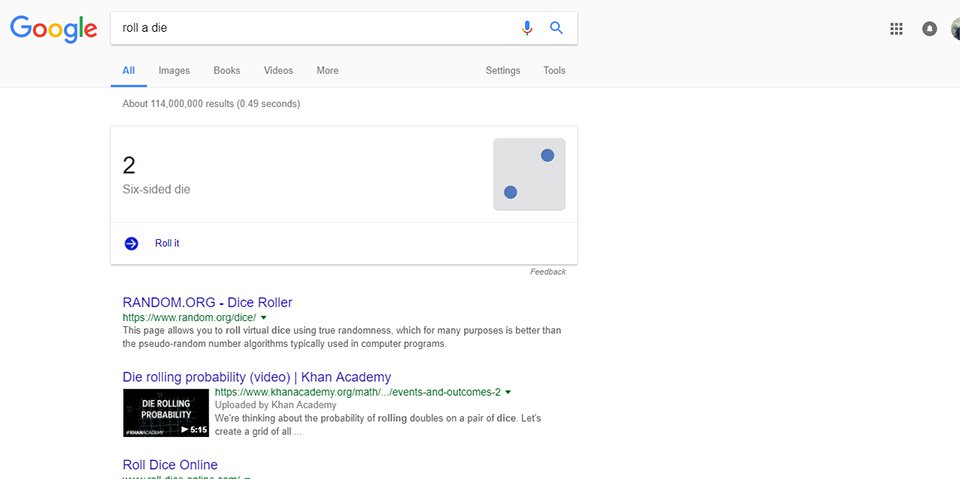 Google
roll a die
All Images Books Videos More Settings Tools
About 114,000,000 results (0.49 seconds)
2
Six-sided die
Roll it
Feedback
RANDOM.ORG - Dice Roller
https://www.random.org/dice/
This page allows you to roll virtual dice using true randomness, which for many purposes is better than
the pseudo-random number algorithms typically used in computer programs.
Die rolling probability (video) | Khan Academy
https://www.khanacademy.org/math/.../events-and-outcomes-2
DIE ROLLING
PROBABILITY
#KHANACADEMY
5:15
Uploaded by Khan Academy
We're thinking about the probability of rolling doubles on a pair of dice. Let's
create a grid of all ...
Roll Dice Online
www.roll-dice-online.com/